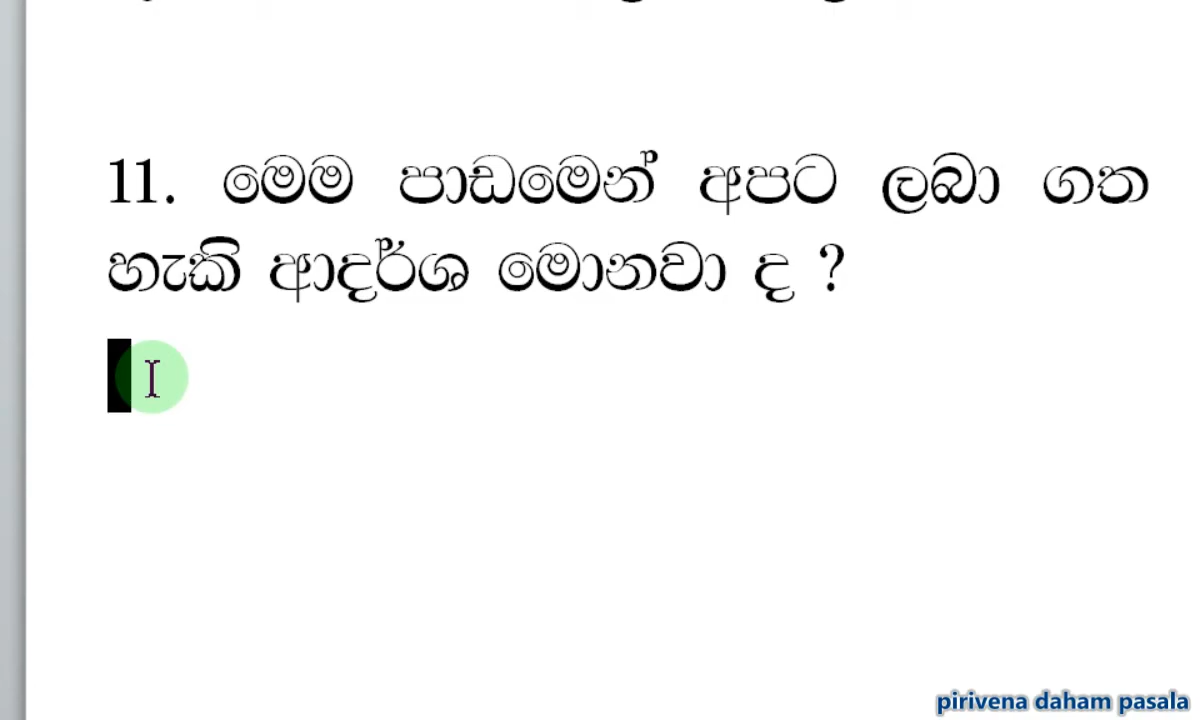 11. මෙම පාඩමෙන් අපට ලබා ගත
හැකි ආදර්ශ මොනවා ද ?
pirivena daham pasala